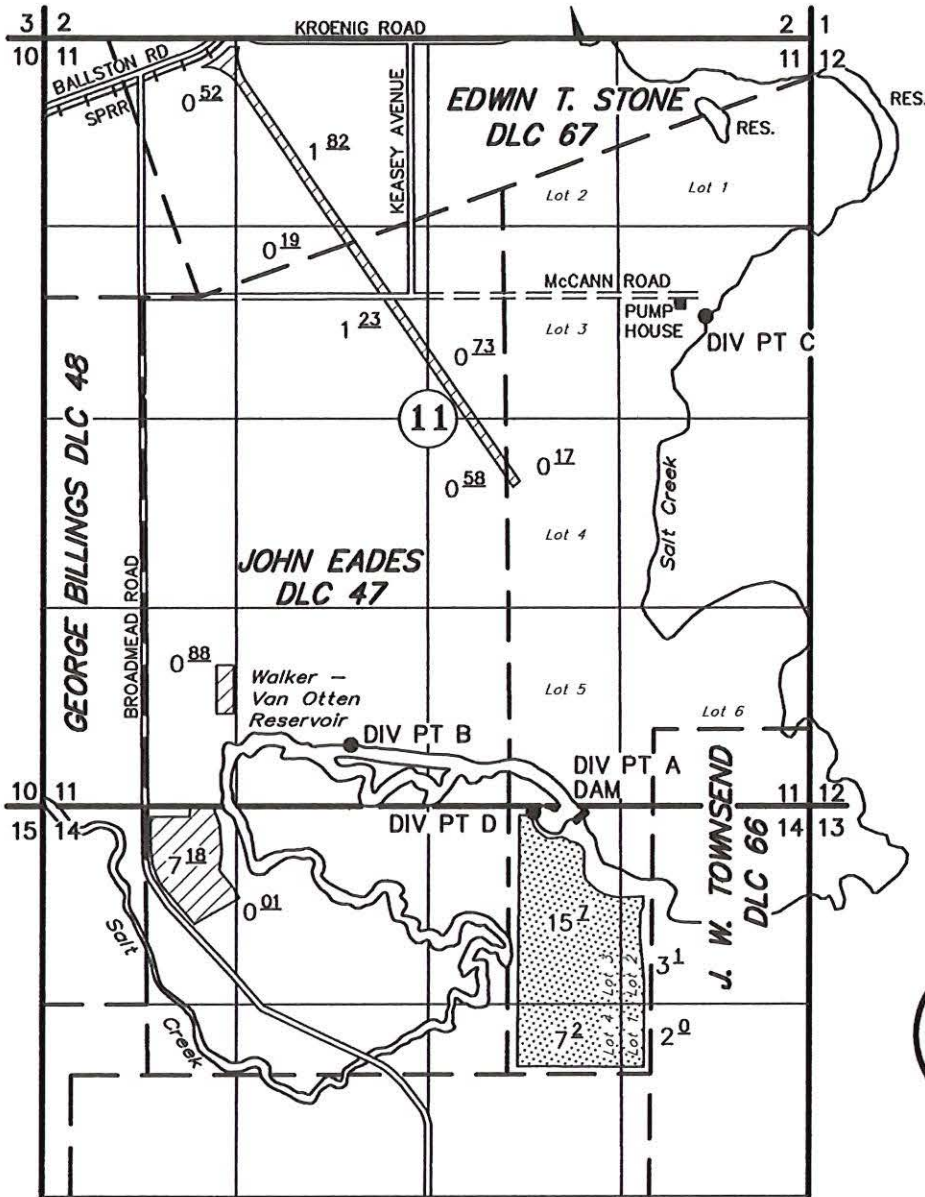 3 2
KROENIG ROAD
2 1
10 11
11 12
BALLSTON RD
SPRR
0 52
1 82
KEASEY AVENUE
EDWIN T. STONE
DLC 67
RES.
RES.
Lot 2
Lot 1
0 19
McCANN ROAD
1 23
0 73
Lot 3
PUMP
HOUSE
DIV PT C
GEORGE BILLINGS DLC 48
11
0 58
0 17
Salt Creek
Lot 4
JOHN EADES
DLC 47
BROADMEAD ROAD
0 88
Walker –
Van Otten
Reservoir
Lot 5
Lot 6
DIV PT B
DIV PT A
DAM
10 11
11 12
15 14
DIV PT D
14 13
7 18
0 01
J. W. TOWNSEND
DLC 66
15 7
Salt
Creek
Lot 3
Lot 2
3 1
Lot 4
Lot 1
7 2
2 0